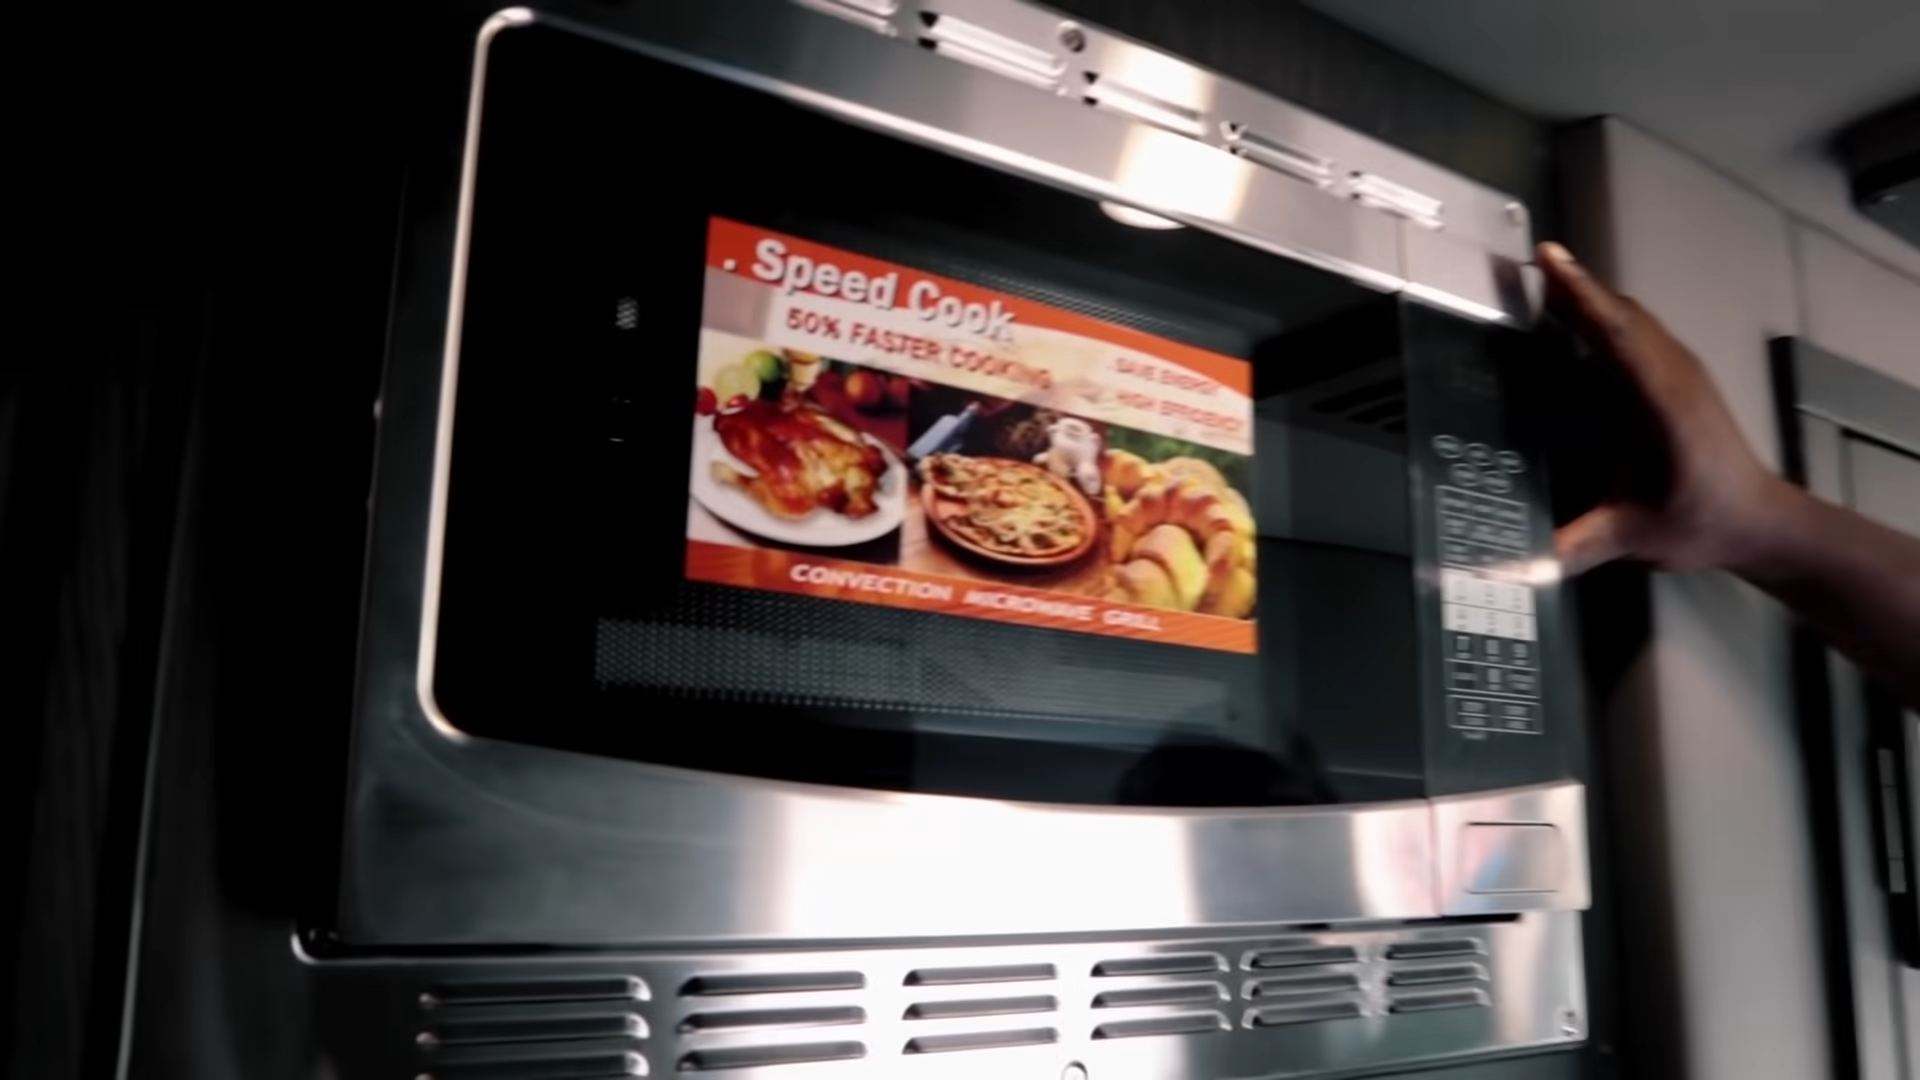 . Speed Cook
50% FASTER COOKING
. SAVE ENERGY
. HIGH EFFICIENCY
CONVECTION MICROWAVE GRILL